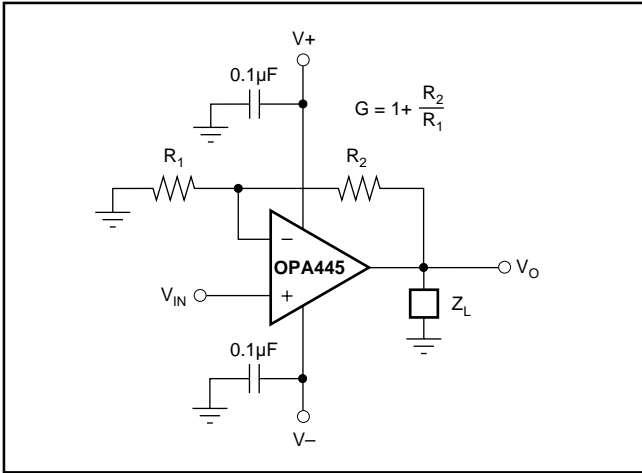 V+
0.1µF
G = 1+ R2
R1
R1
R2
−
OPA445
+
VIN
VO
ZL
0.1µF
V–